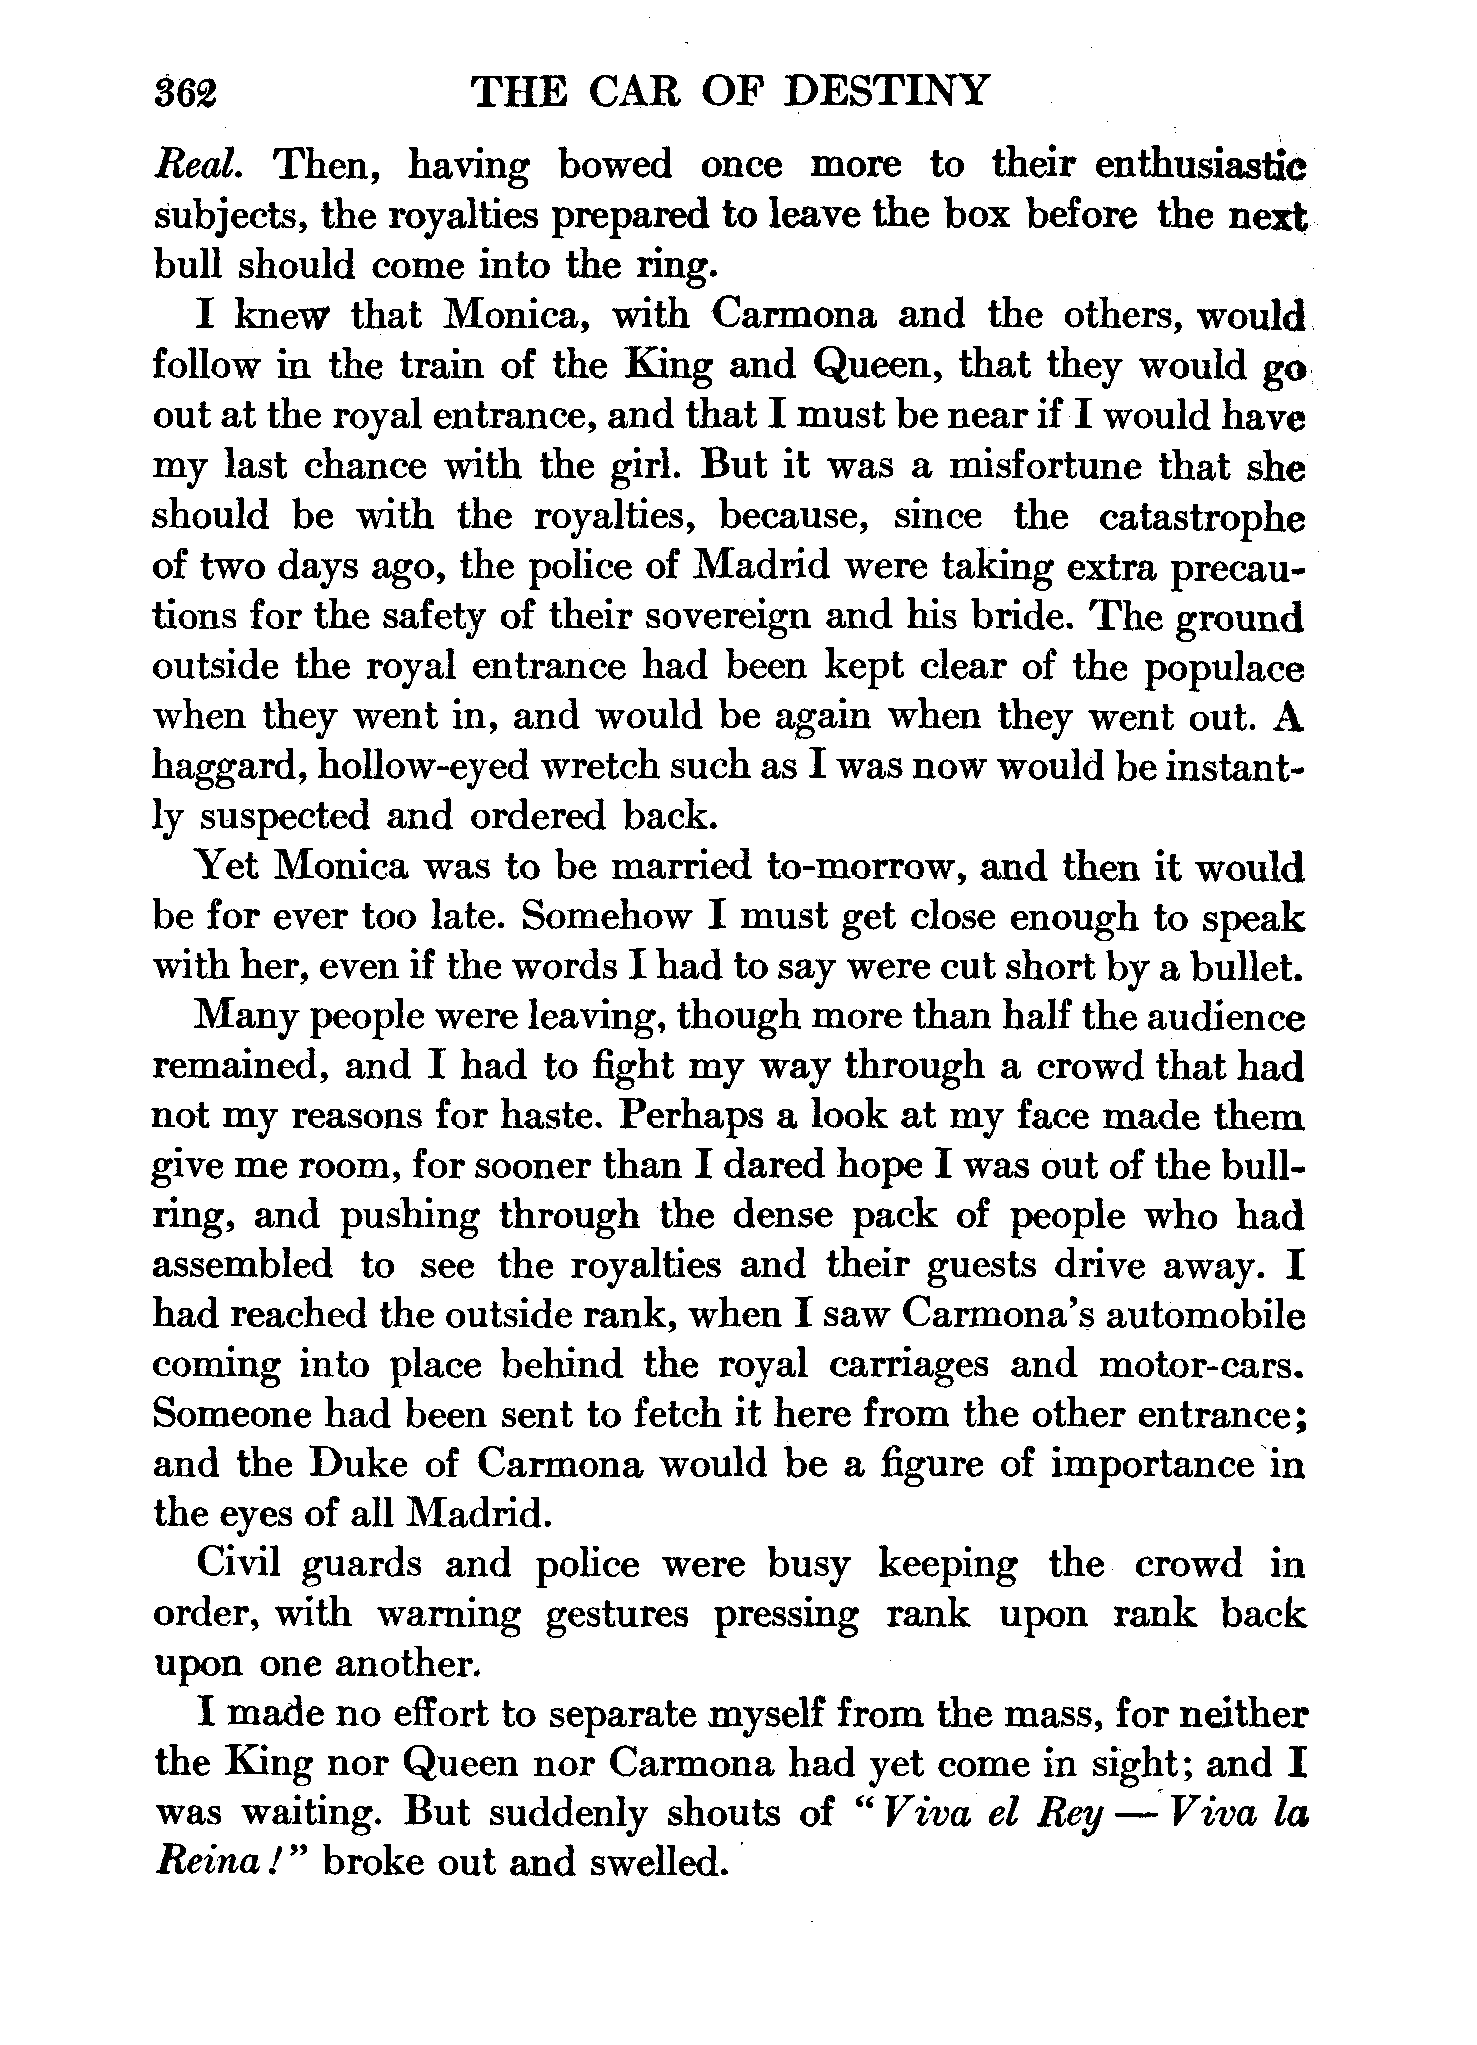 362 THE CAR OF DESTINY
Real. Then, having bowed once more to their enthusiastic
subjects, the royalties prepared to leave the box before the next
bull should come into the ring.
I knew that Monica, with Carmona and the others, would
follow in the train of the King and Queen, that they would go
out at the royal entrance, and that I must be near if I would have
my last chance with the girl. But it was a misfortune that she
should be with the royalties, because, since the catastrophe
of two days ago, the police of Madrid were taking extra precau-
tions for the safety of their sovereign and his bride. The ground
outside the royal entrance had been kept clear of the populace
when they went in, and would be again when they went out. A
haggard, hollow-eyed wretch such as I was now would be instant-
ly suspected and ordered back.
Yet Monica was to be married to-morrow, and then it would
be for ever too late. Somehow I must get close enough to speak
with her, even if the words I had to say were cut short by a bullet.
Many people were leaving, though more than half the audience
remained, and I had to fight my way through a crowd that had
not my reasons for haste. Perhaps a look at my face made them
give me room, for sooner than I dared hope I was out of the bull-
ring, and pushing through the dense pack of people who had
assembled to see the royalties and their guests drive away. I
had reached the outside rank, when I saw Carmona's automobile
coming into place behind the royal carriages and motor-cars.
Someone had been sent to fetch it here from the other entrance;
and the Duke of Carmona would be a figure of importance in
the eyes of all Madrid.
Civil guards and police were busy keeping the crowd in
order, with warning gestures pressing rank upon rank back
upon one another.
I made no effort to separate myself from the mass, for neither
the King nor Queen nor Carmona had yet come in sight; and I
was waiting. But suddenly shouts of "Viva el Rey — Viva la
Reina!" broke out and swelled.